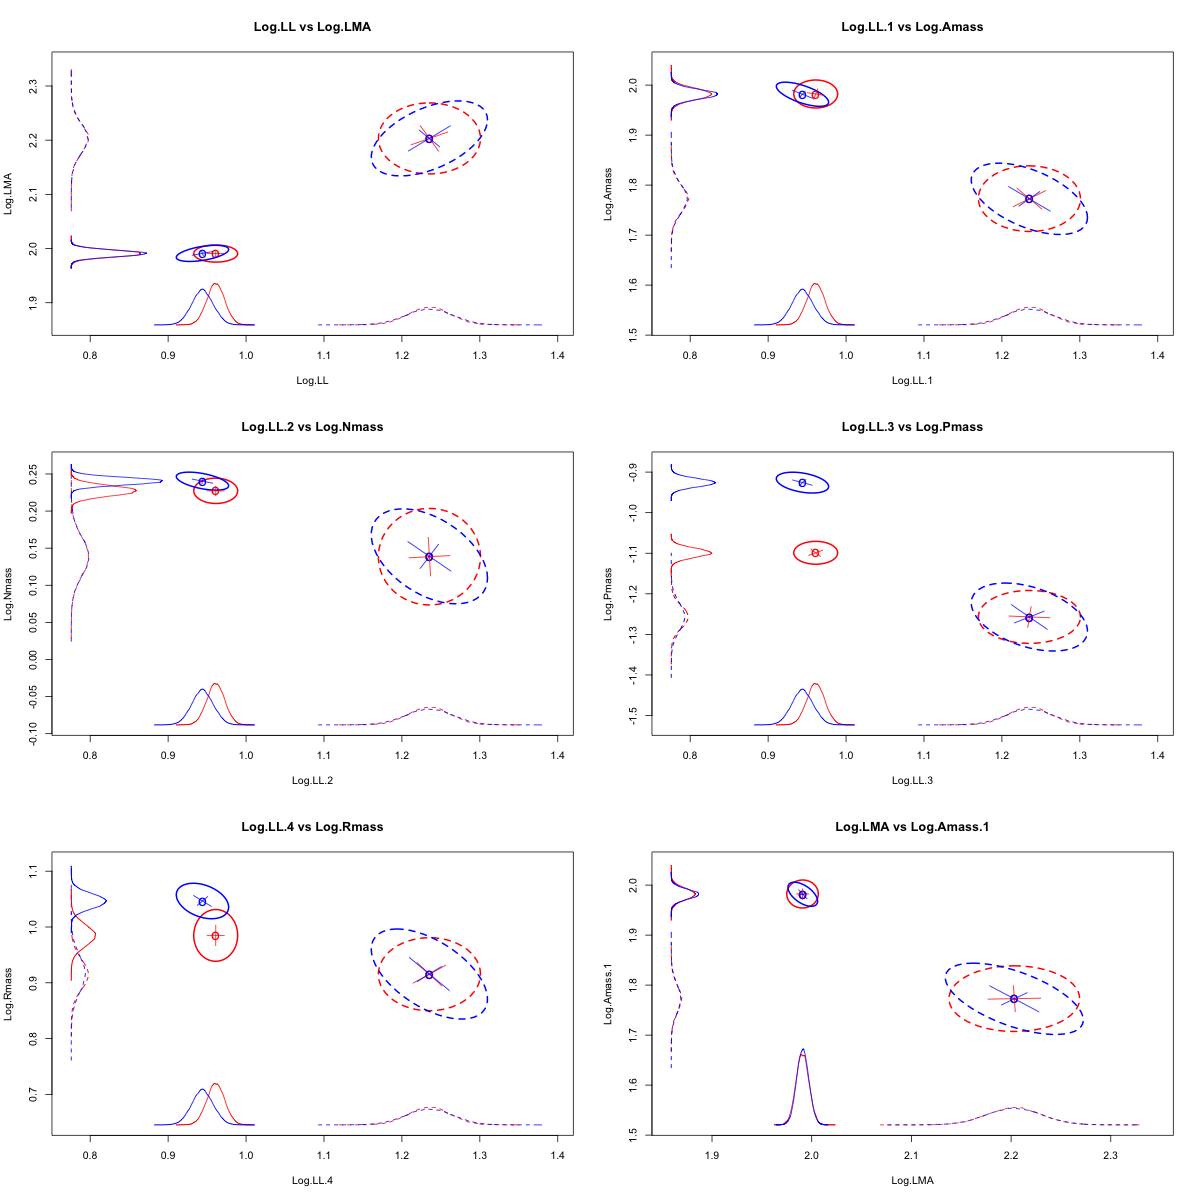 Log.LL vs Log.LMA
Log.LMA
2.3
2.2
2.1
2.0
1.9
0.8 0.9 1.0 1.1 1.2 1.3 1.4
Log.LL
Log.LL.1 vs Log.Amass
Log.Amass
2.0
1.9
1.8
1.7
1.6
1.5
0.8 0.9 1.0 1.1 1.2 1.3 1.4
Log.LL.1
Log.LL.2 vs Log.Nmass
Log.Nmass
0.25
0.20
0.15
0.10
0.05
0.00
-0.05
-0.10
0.8 0.9 1.0 1.1 1.2 1.3 1.4
Log.LL.2
Log.LL.3 vs Log.Pmass
Log.Pmass
-0.9
-1.0
-1.1
-1.2
-1.3
-1.4
-1.5
0.8 0.9 1.0 1.1 1.2 1.3 1.4
Log.LL.3
Log.LL.4 vs Log.Rmass
Log.Rmass
1.1
1.0
0.9
0.8
0.7
0.8 0.9 1.0 1.1 1.2 1.3 1.4
Log.LL.4
Log.LMA vs Log.Amass.1
Log.Amass.1
2.0
1.9
1.8
1.7
1.6
1.5
1.9 2.0 2.1 2.2 2.3
Log.LMA